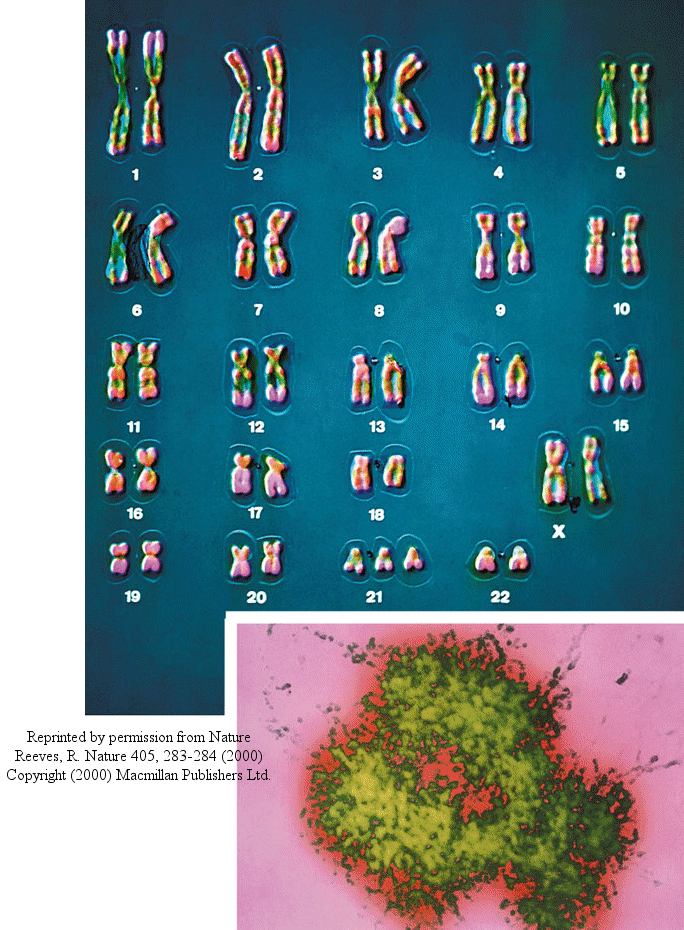 1 2 3 4 5
6 7 8 9 10
11 12 13 14 15
16 17 18 X
19 20 21 22
Reprinted by permission from Nature
Reeves, R. Nature 405, 283-284 (2000)
Copyright (2000) Macmillan Publishers Ltd.